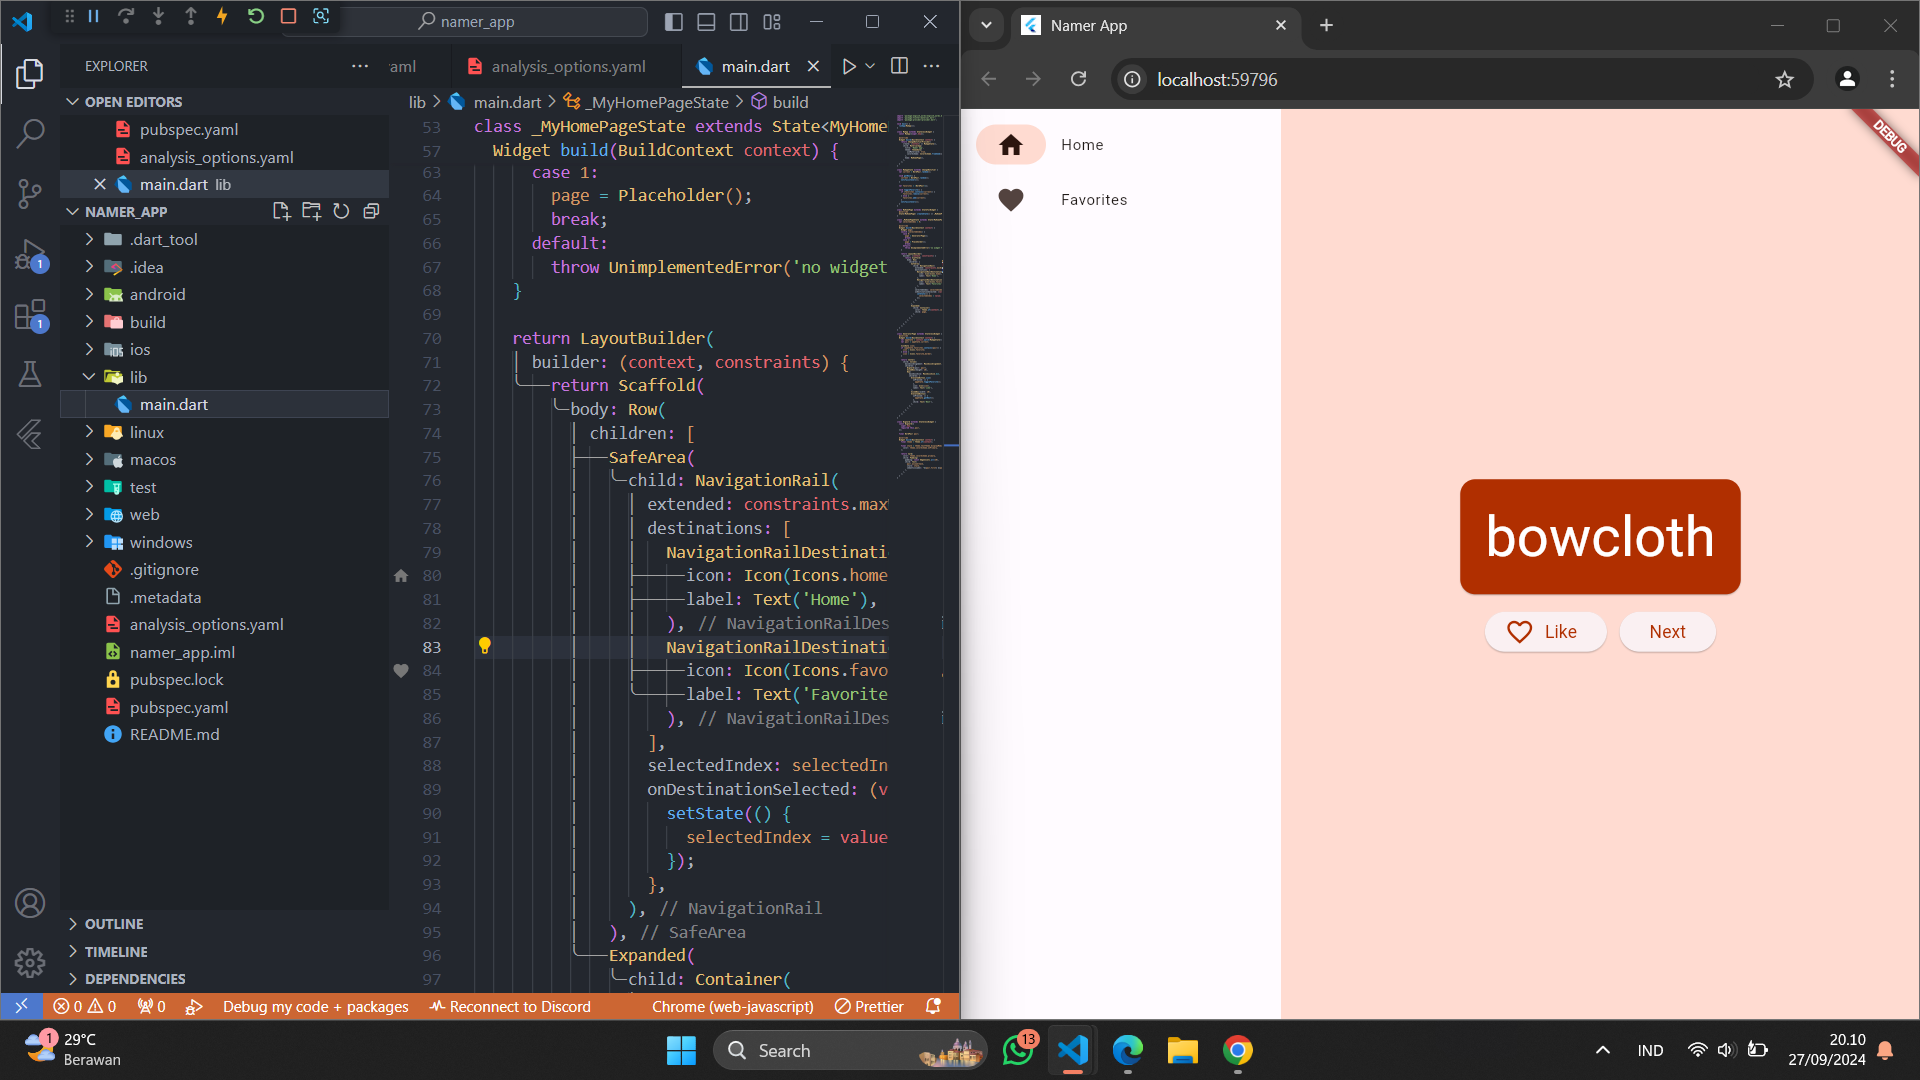 namer_app
EXPLORER
aml
analysis_options.yaml
main.dart
OPEN EDITORS
pubspec.yaml
analysis_options.yaml
main.dart lib
NAMER_APP
.dart_tool
.idea
android
build
ios
lib
main.dart
linux
macos
test
web
windows
.gitignore
.metadata
analysis_options.yaml
namer_app.iml
pubspec.lock
pubspec.yaml
README.md
OUTLINE
TIMELINE
DEPENDENCIES
1
1
lib > main.dart > _MyHomePageState > build
53 class _MyHomePageState extends State<MyHome
57 Widget build(BuildContext context) {
63 case 1:
64 page = Placeholder();
65 break;
66 default:
67 throw UnimplementedError('no widget
68 }
69
70 return LayoutBuilder(
71 builder: (context, constraints) {
72 return Scaffold(
73 body: Row(
74 children: [
75 SafeArea(
76 child: NavigationRail(
77 extended: constraints.max
78 destinations: [
79 NavigationRailDestinati
80 icon: Icon(Icons.home
81 label: Text('Home'),
82 ), // NavigationRailDes
83 NavigationRailDestinati
84 icon: Icon(Icons.favo
85 label: Text('Favorite
86 ), // NavigationRailDes
87 ],
88 selectedIndex: selectedIn
89 onDestinationSelected: (v
90 setState(() {
91 selectedIndex = value
92 });
93 },
94 ), // NavigationRail
95 ), // SafeArea
96 Expanded(
97 child: Container(
0 0 0 Debug my code + packages Reconnect to Discord Chrome (web-javascript) Prettier
Namer App
localhost:59796
DEBUG
Home
Favorites
bowcloth
Like
Next
1
29°C
Berawan
Search
13
IND
20.10
27/09/2024